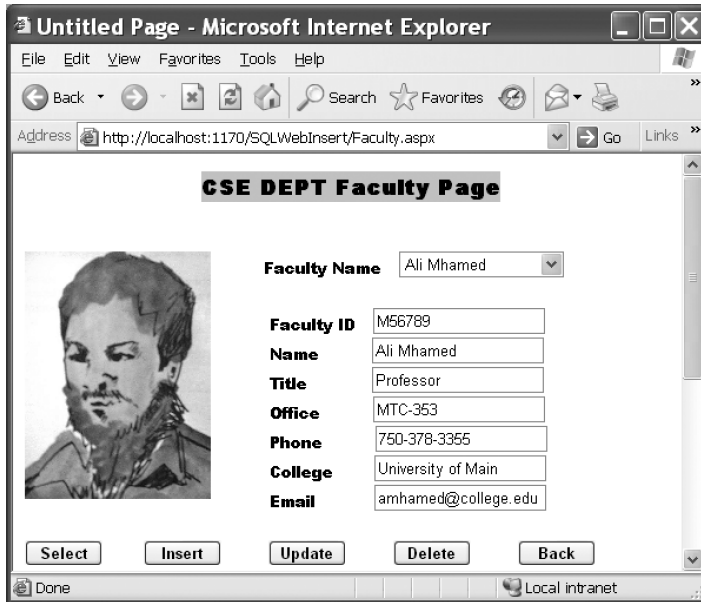 Untitled Page - Microsoft Internet Explorer
File Edit View Favorites Tools Help
Back Search Favorites
Address http://localhost:1170/SQLWebInsert/Faculty.aspx Go Links
CSE DEPT Faculty Page
Faculty Name Ali Mhamed
Faculty ID M56789
Name Ali Mhamed
Title Professor
Office MTC-353
Phone 750-378-3355
College University of Main
Email amhamed@college.edu
Select Insert Update Delete Back
Done Local intranet